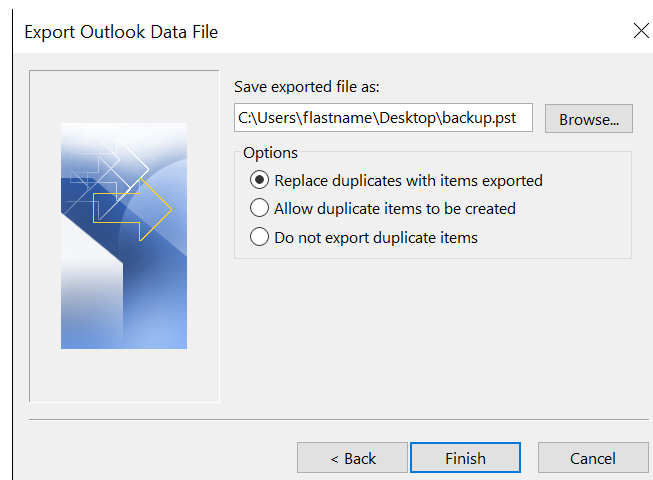 Export Outlook Data File
Save exported file as:
C:\Users\flastname\Desktop\backup.pst
Browse...
Options
Replace duplicates with items exported
Allow duplicate items to be created
Do not export duplicate items
< Back
Finish
Cancel